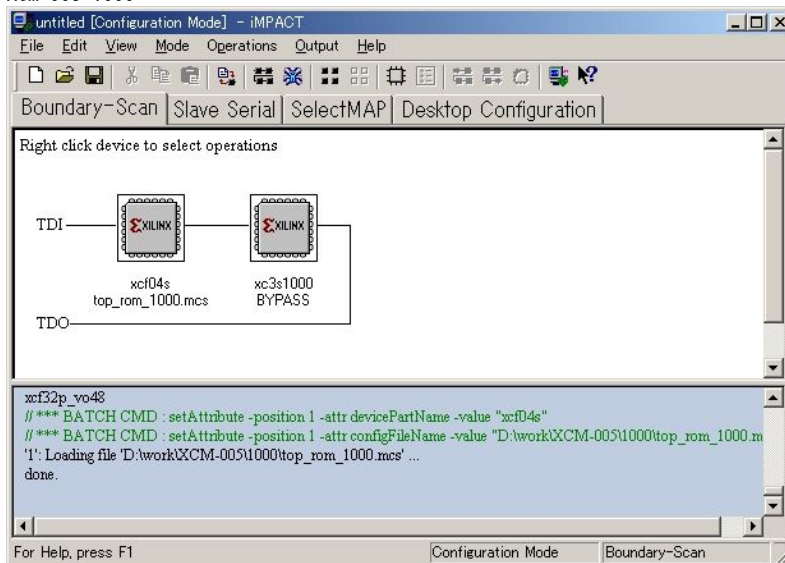 untitled [Configuration Mode] - iMPACT
File Edit View Mode Operations Output Help
Boundary-Scan Slave Serial SelectMAP Desktop Configuration
Right click device to select operations
TDI
XILINX XILINX
xcf04s xc3s1000
top_rom_1000.mcs BYPASS
TDO
xcf32p_vo48
// *** BATCH CMD : setAttribute -position 1 -attr devicePartName -value "xcf04s"
// *** BATCH CMD : setAttribute -position 1 -attr configFileName -value "D:\work\XCM-005\1000\top_rom_1000.m
'1': Loading file 'D:\work\XCM-005\1000\top_rom_1000.mcs' ...
done.
For Help, press F1 Configuration Mode Boundary-Scan